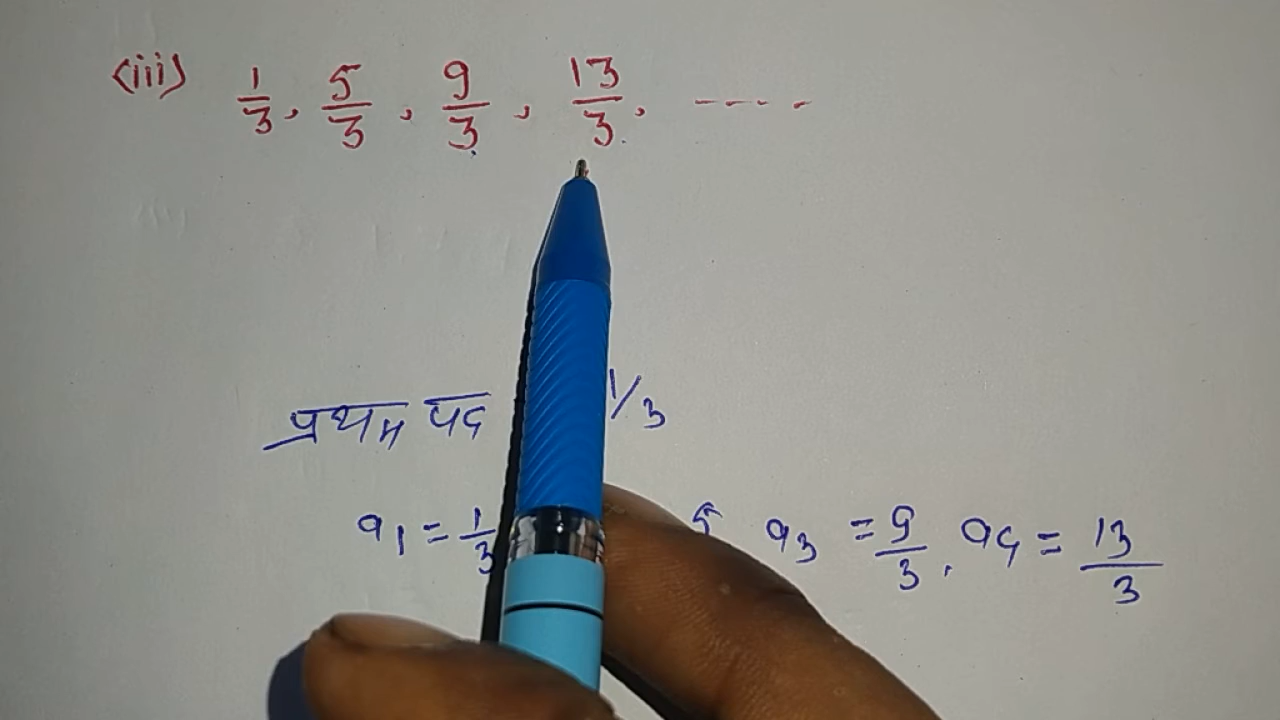 (iii) 1/3, 5/3, 9/3, 13/3, ----.
प्रथम पद 1/3
a1 = 1/3 5 a3 = 9/3, a4 = 13/3